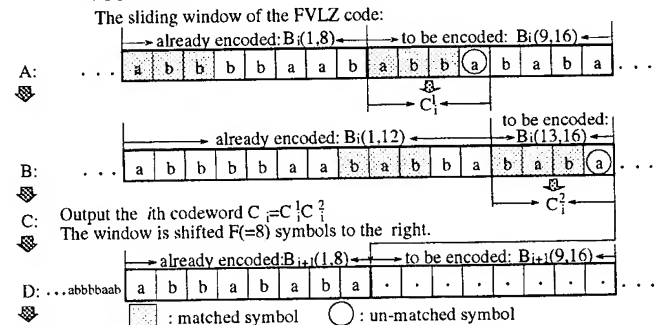 The sliding window of the FVLZ code:
already encoded: Bi(1,8) to be encoded: Bi(9,16)
A: . . . a b b b b a a b a b b a b a b a . . .
C¹i
to be encoded:
already encoded: Bi(1,12) Bi(13,16)
B: . . . a b b b b a a b a b b a b a b a . . .
C²i
C: Output the ith codeword C i=C¹iC²i
The window is shifted F(=8) symbols to the right.
already encoded:Bi+1(1,8) to be encoded: Bi+1(9,16)
D: ...abbbbaab a b b a b a b a · · · · · · · · . . .
: matched symbol : un-matched symbol